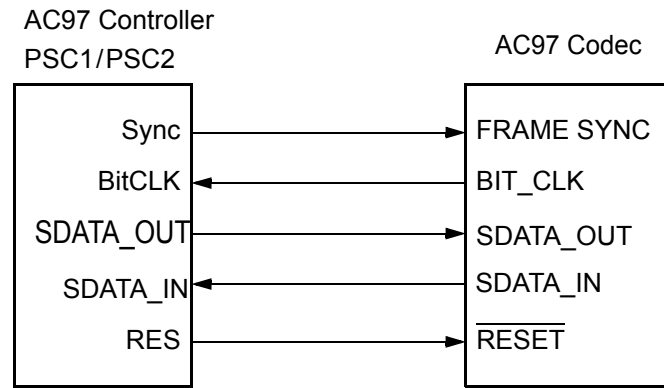 AC97 Controller
PSC1/PSC2
AC97 Codec
Sync
FRAME SYNC
BitCLK
BIT_CLK
SDATA_OUT
SDATA_OUT
SDATA_IN
SDATA_IN
RES
RESET